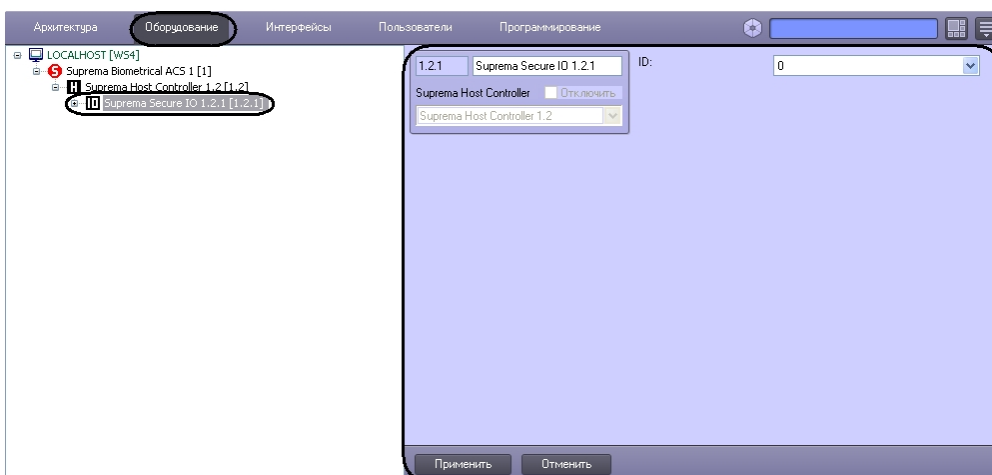 Архитектура Оборудование Интерфейсы Пользователи Программирование
LOCALHOST [WS4]
Suprema Biometrical ACS 1 [1]
Suprema Host Controller 1.2 [1.2]
Suprema Secure IO 1.2.1 [1.2.1]
1.2.1 Suprema Secure IO 1.2.1
Suprema Host Controller Отключить
Suprema Host Controller 1.2
ID: 0
Применить Отменить